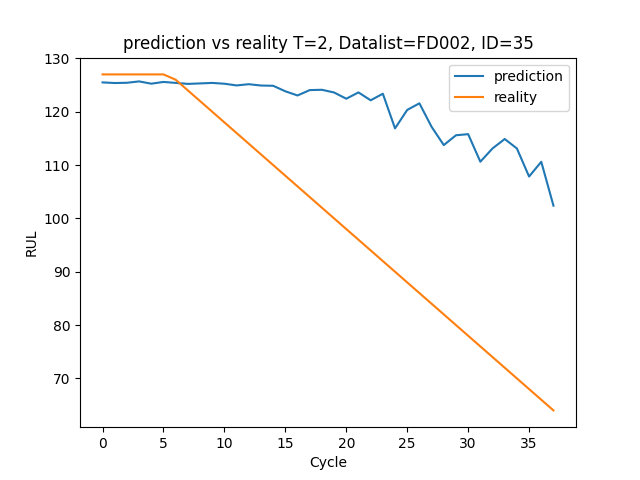 prediction vs reality T=2, Datalist=FD002, ID=35
130
120
110
100
90
80
70
RUL
prediction
reality
0 5 10 15 20 25 30 35
Cycle